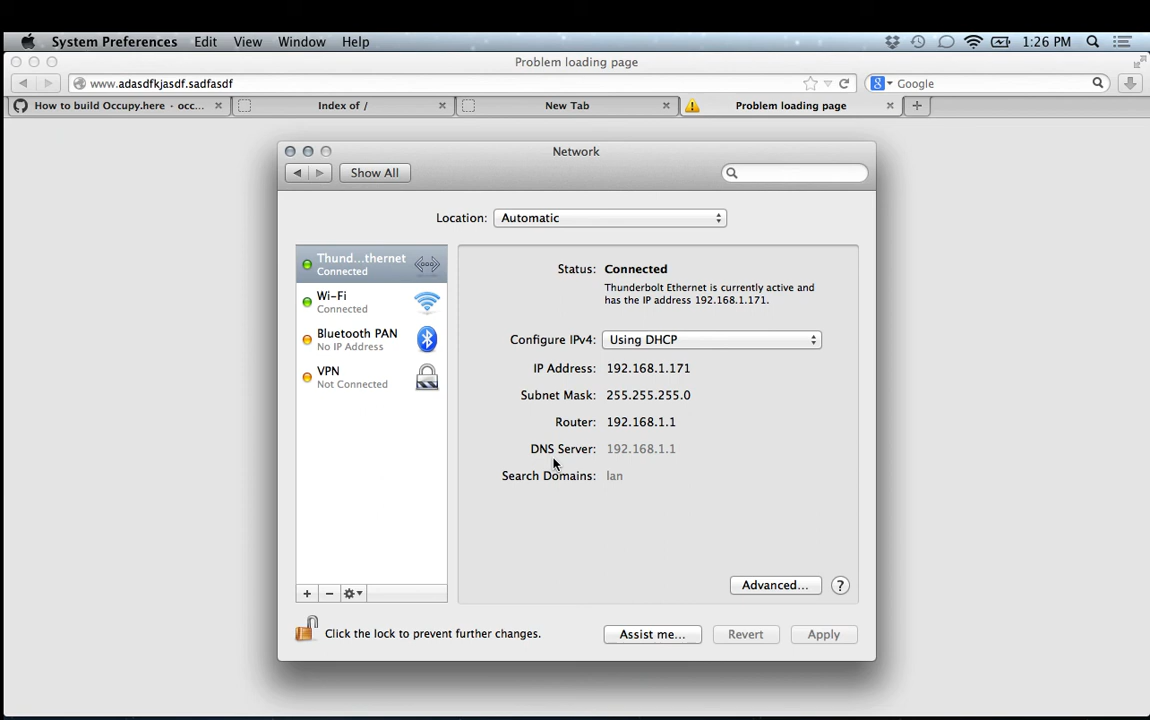 System Preferences Edit View Window Help 1:26 PM
Problem loading page
www.adasdfkjasdf.sadfasdf Google
How to build Occupy.here · occ... Index of / New Tab Problem loading page
Network
Show All
Location: Automatic
Thund...thernet
Connected
Wi-Fi
Connected
Bluetooth PAN
No IP Address
VPN
Not Connected
Status: Connected
Thunderbolt Ethernet is currently active and
has the IP address 192.168.1.171.
Configure IPv4: Using DHCP
IP Address: 192.168.1.171
Subnet Mask: 255.255.255.0
Router: 192.168.1.1
DNS Server: 192.168.1.1
Search Domains: lan
Advanced... ?
Click the lock to prevent further changes.
Assist me... Revert Apply